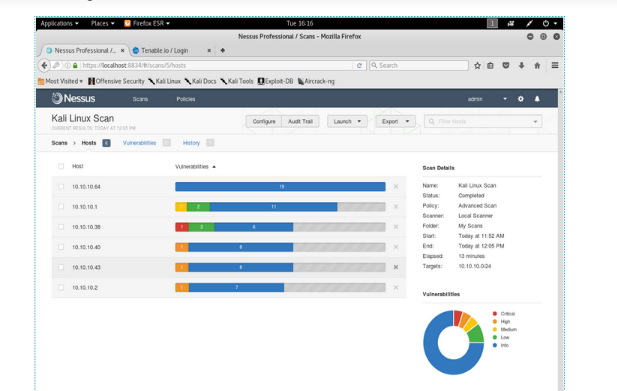 Applications ▾ Places ▾ Firefox ESR ▾ Tue 16:16 1
Nessus Professional / Scans - Mozilla Firefox
Nessus Professional /... × Tenable.io / Login × +
https://localhost:8834/#/scans/5/hosts Search
Most Visited ▾ Offensive Security Kali Linux Kali Docs Kali Tools Exploit-DB Aircrack-ng
Nessus Scans Policies admin
Kali Linux Scan Configure Audit Trail Launch Export Filter Hosts
CURRENT RESULTS: TODAY AT 12:05 PM
Scans > Hosts 6 Vulnerabilities History
Host Vulnerabilities ▲ Scan Details
10.10.10.64
10.10.10.1 2 11
10.10.10.38 1 2
10.10.10.40 1
10.10.10.43 1
10.10.10.2 1 7
Name: Kali Linux Scan
Status: Completed
Policy: Advanced Scan
Scanner: Local Scanner
Folder: My Scans
Start: Today at 11:52 AM
End: Today at 12:05 PM
Elapsed: 13 minutes
Targets: 10.10.10.0/24
Vulnerabilities
Critical
High
Medium
Low
Info